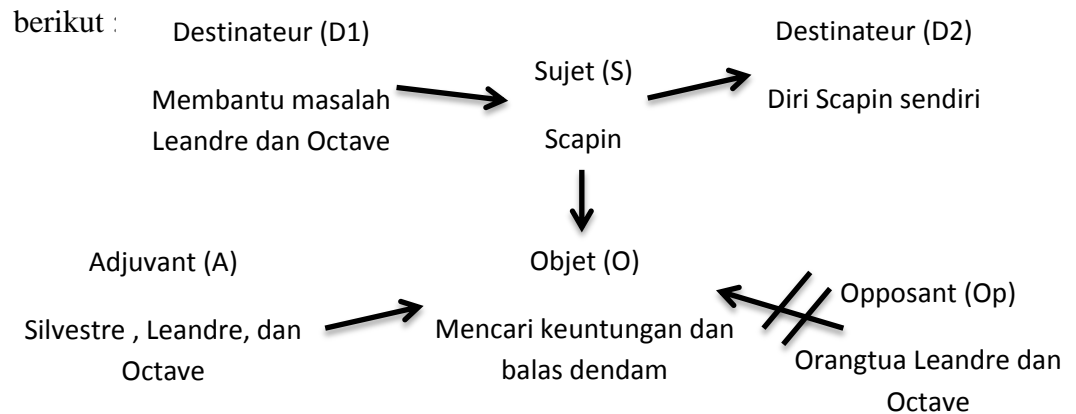 berikut :
Destinateur (D1)
Membantu masalah
Leandre dan Octave
Sujet (S)
Scapin
Destinateur (D2)
Diri Scapin sendiri
Adjuvant (A)
Silvestre , Leandre, dan
Octave
Objet (O)
Mencari keuntungan dan
balas dendam
Opposant (Op)
Orangtua Leandre dan
Octave